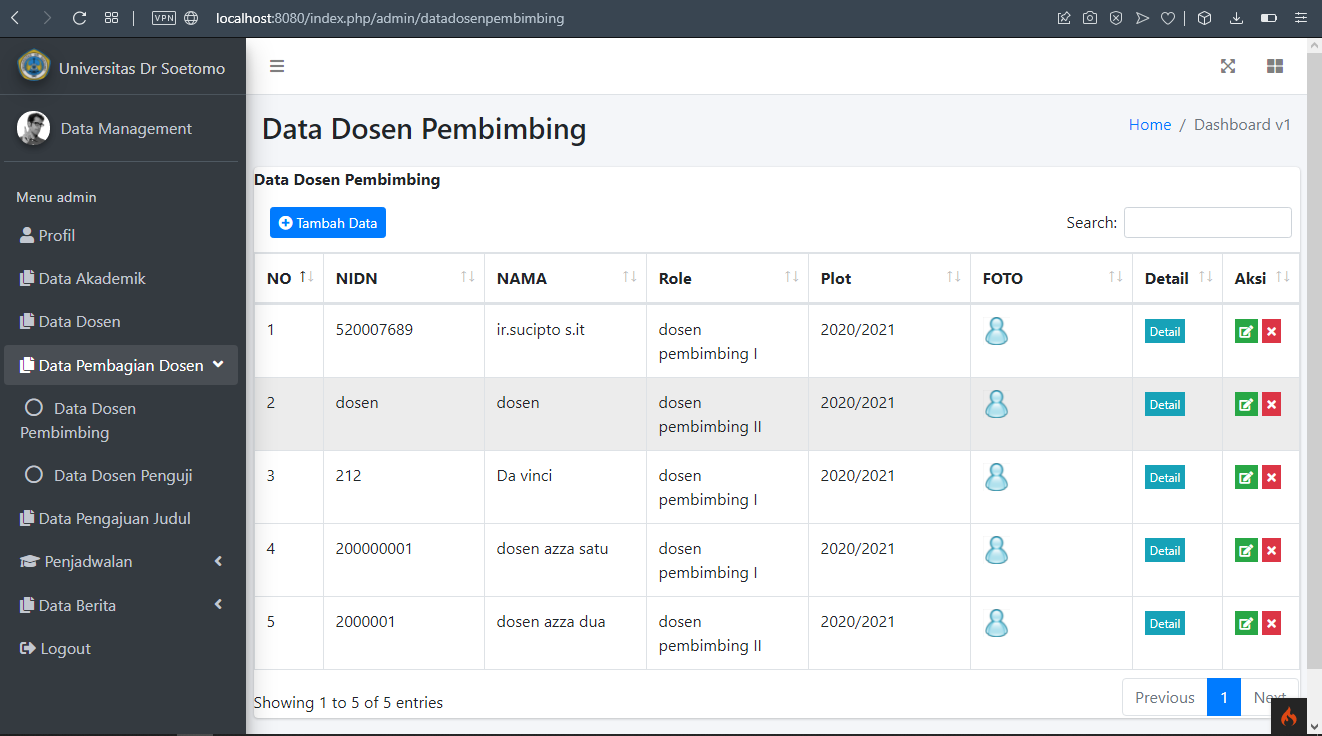 VPN
localhost:8080/index.php/admin/datadosenpembimbing
Universitas Dr Soetomo
Data Management
Menu admin
Profil
Data Akademik
Data Dosen
Data Pembagian Dosen
Data Dosen
Pembimbing
Data Dosen Penguji
Data Pengajuan Judul
Penjadwalan
Data Berita
Logout
Data Dosen Pembimbing
Home / Dashboard v1
Data Dosen Pembimbing
Tambah Data
Search:
NO NIDN NAMA Role Plot FOTO Detail Aksi
1 520007689 ir.sucipto s.it dosen 2020/2021 Detail
pembimbing I
2 dosen dosen dosen 2020/2021 Detail
pembimbing II
3 212 Da vinci dosen 2020/2021 Detail
pembimbing I
4 200000001 dosen azza satu dosen 2020/2021 Detail
pembimbing I
5 2000001 dosen azza dua dosen 2020/2021 Detail
pembimbing II
Showing 1 to 5 of 5 entries
Previous 1 Next